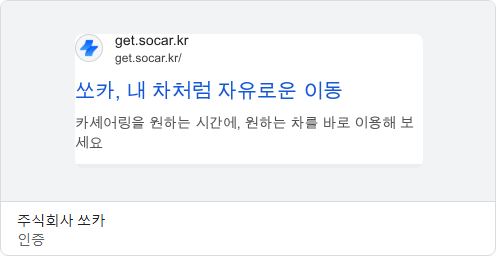 get.socar.kr
get.socar.kr/
쏘카, 내 차처럼 자유로운 이동
카셰어링을 원하는 시간에, 원하는 차를 바로 이용해 보
세요
주식회사 쏘카
인증